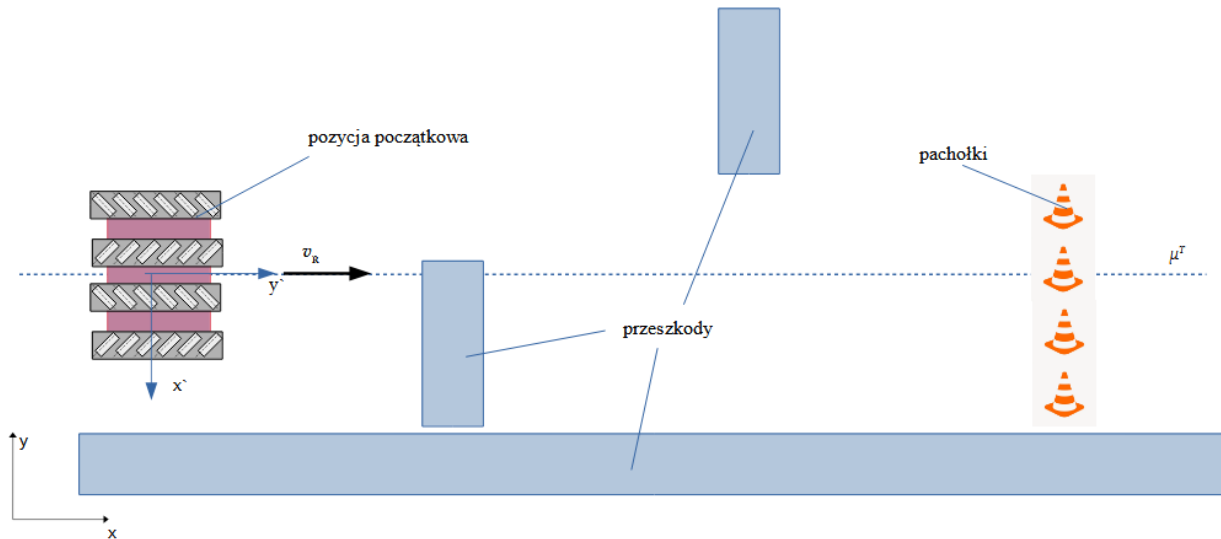 pozycja początkowa
pachołki
v_R
μ^T
y`
przeszkody
x`
y
x